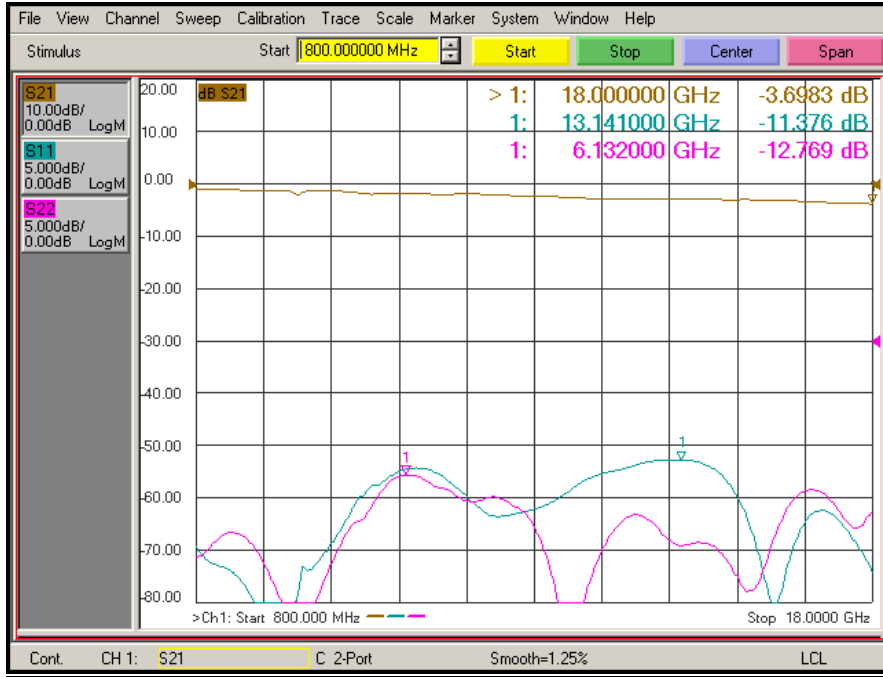 File View Channel Sweep Calibration Trace Scale Marker System Window Help
Stimulus Start 800.000000 MHz Start Stop Center Span
S21
10.00dB/
0.00dB LogM
S11
5.000dB/
0.00dB LogM
S22
5.000dB/
0.00dB LogM
dB S21
> 1: 18.000000 GHz -3.6983 dB
1: 13.141000 GHz -11.376 dB
1: 6.132000 GHz -12.769 dB
20.00
10.00
0.00
-10.00
-20.00
-30.00
-40.00
-50.00
-60.00
-70.00
-80.00
1
1
>Ch1: Start 800.000 MHz Stop 18.0000 GHz
Cont. CH 1: S21 C 2-Port Smooth=1.25% LCL